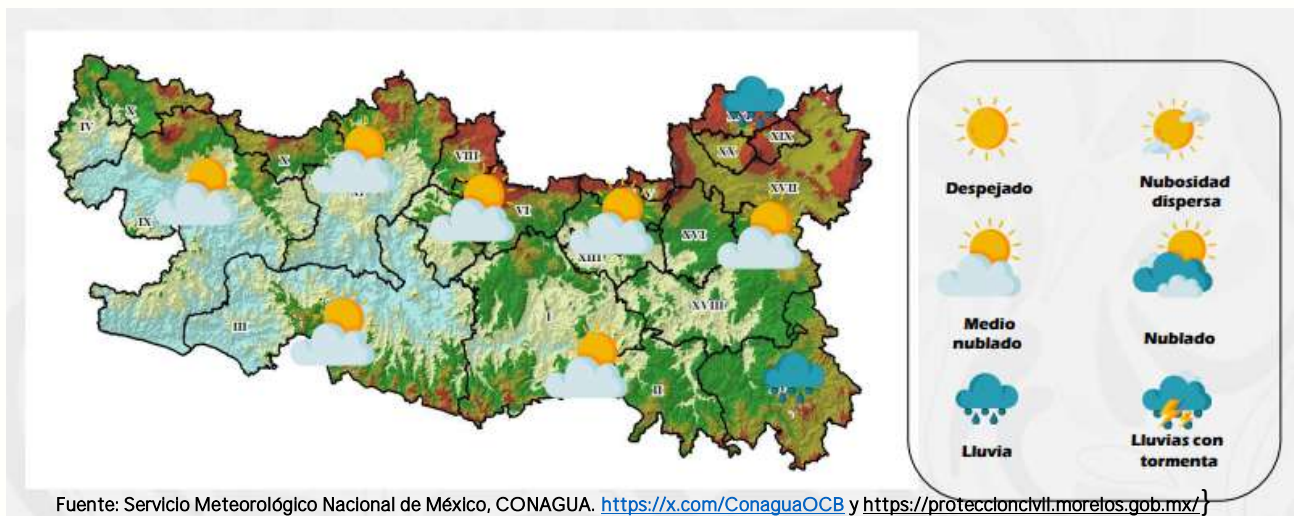 IV
X
X
VIII
IX
VI
V
XIII
XVI
XX
XIX
XVII
III
I
XVIII
II
Despejado
Nubosidad
dispersa
Medio
nublado
Nublado
Lluvia
Lluvias con
tormenta
Fuente: Servicio Meteorológico Nacional de México, CONAGUA. https://x.com/ConaguaOCB y https://proteccioncivil.morelos.gob.mx/}